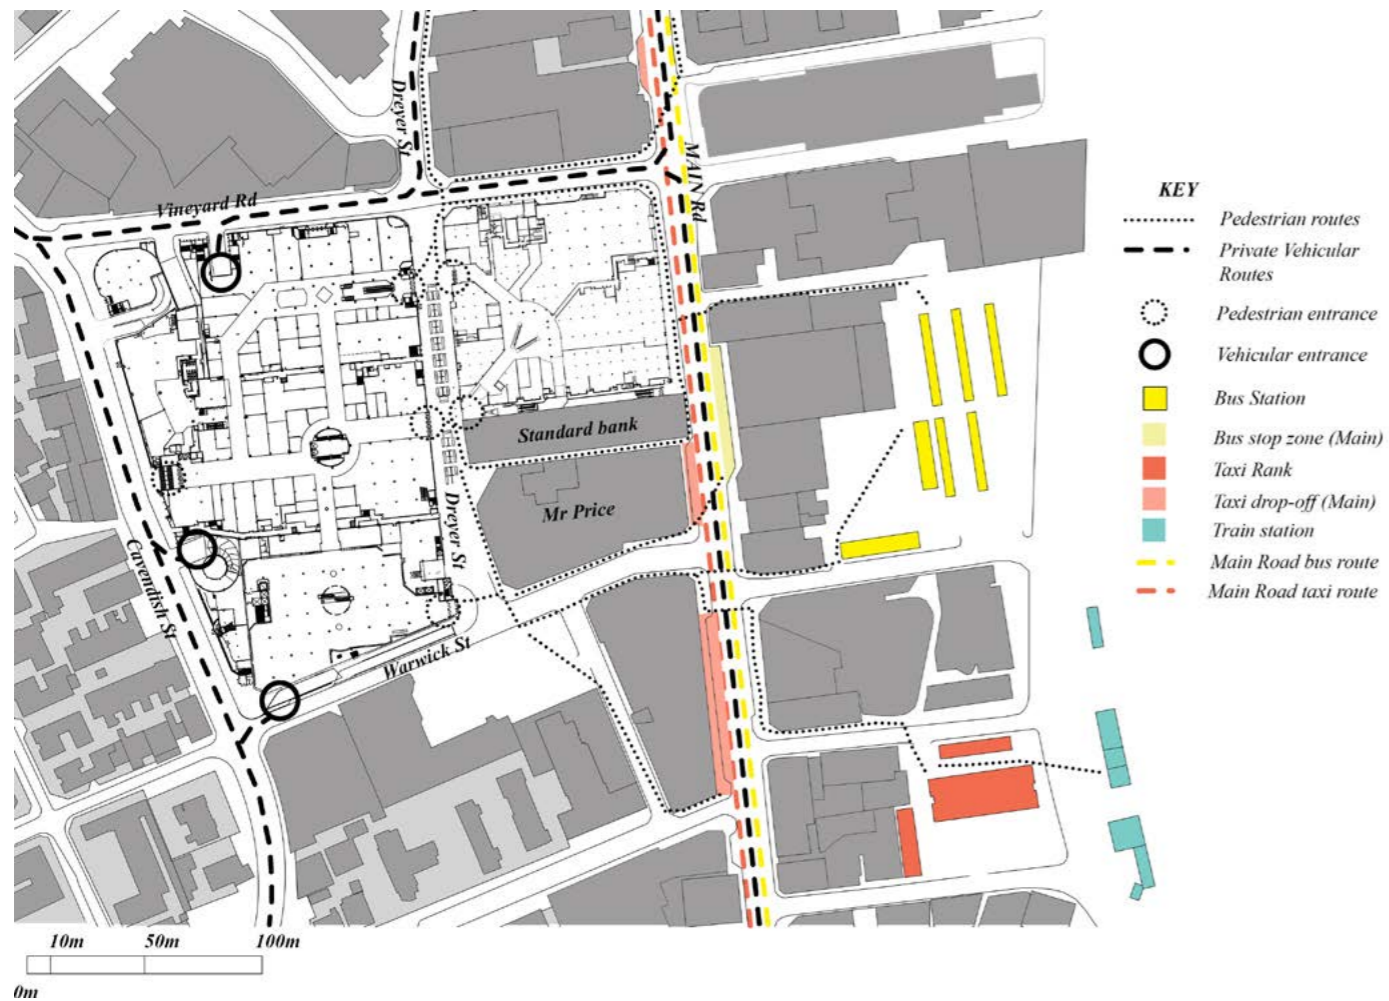 Dreyer St
MAIN Rd
Vineyard Rd
Standard bank
Mr Price
Dreyer St
Cavendish St
Warwick St
KEY
Pedestrian routes
Private Vehicular
Routes
Pedestrian entrance
Vehicular entrance
Bus Station
Bus stop zone (Main)
Taxi Rank
Taxi drop-off (Main)
Train station
Main Road bus route
Main Road taxi route
10m 50m 100m
0m